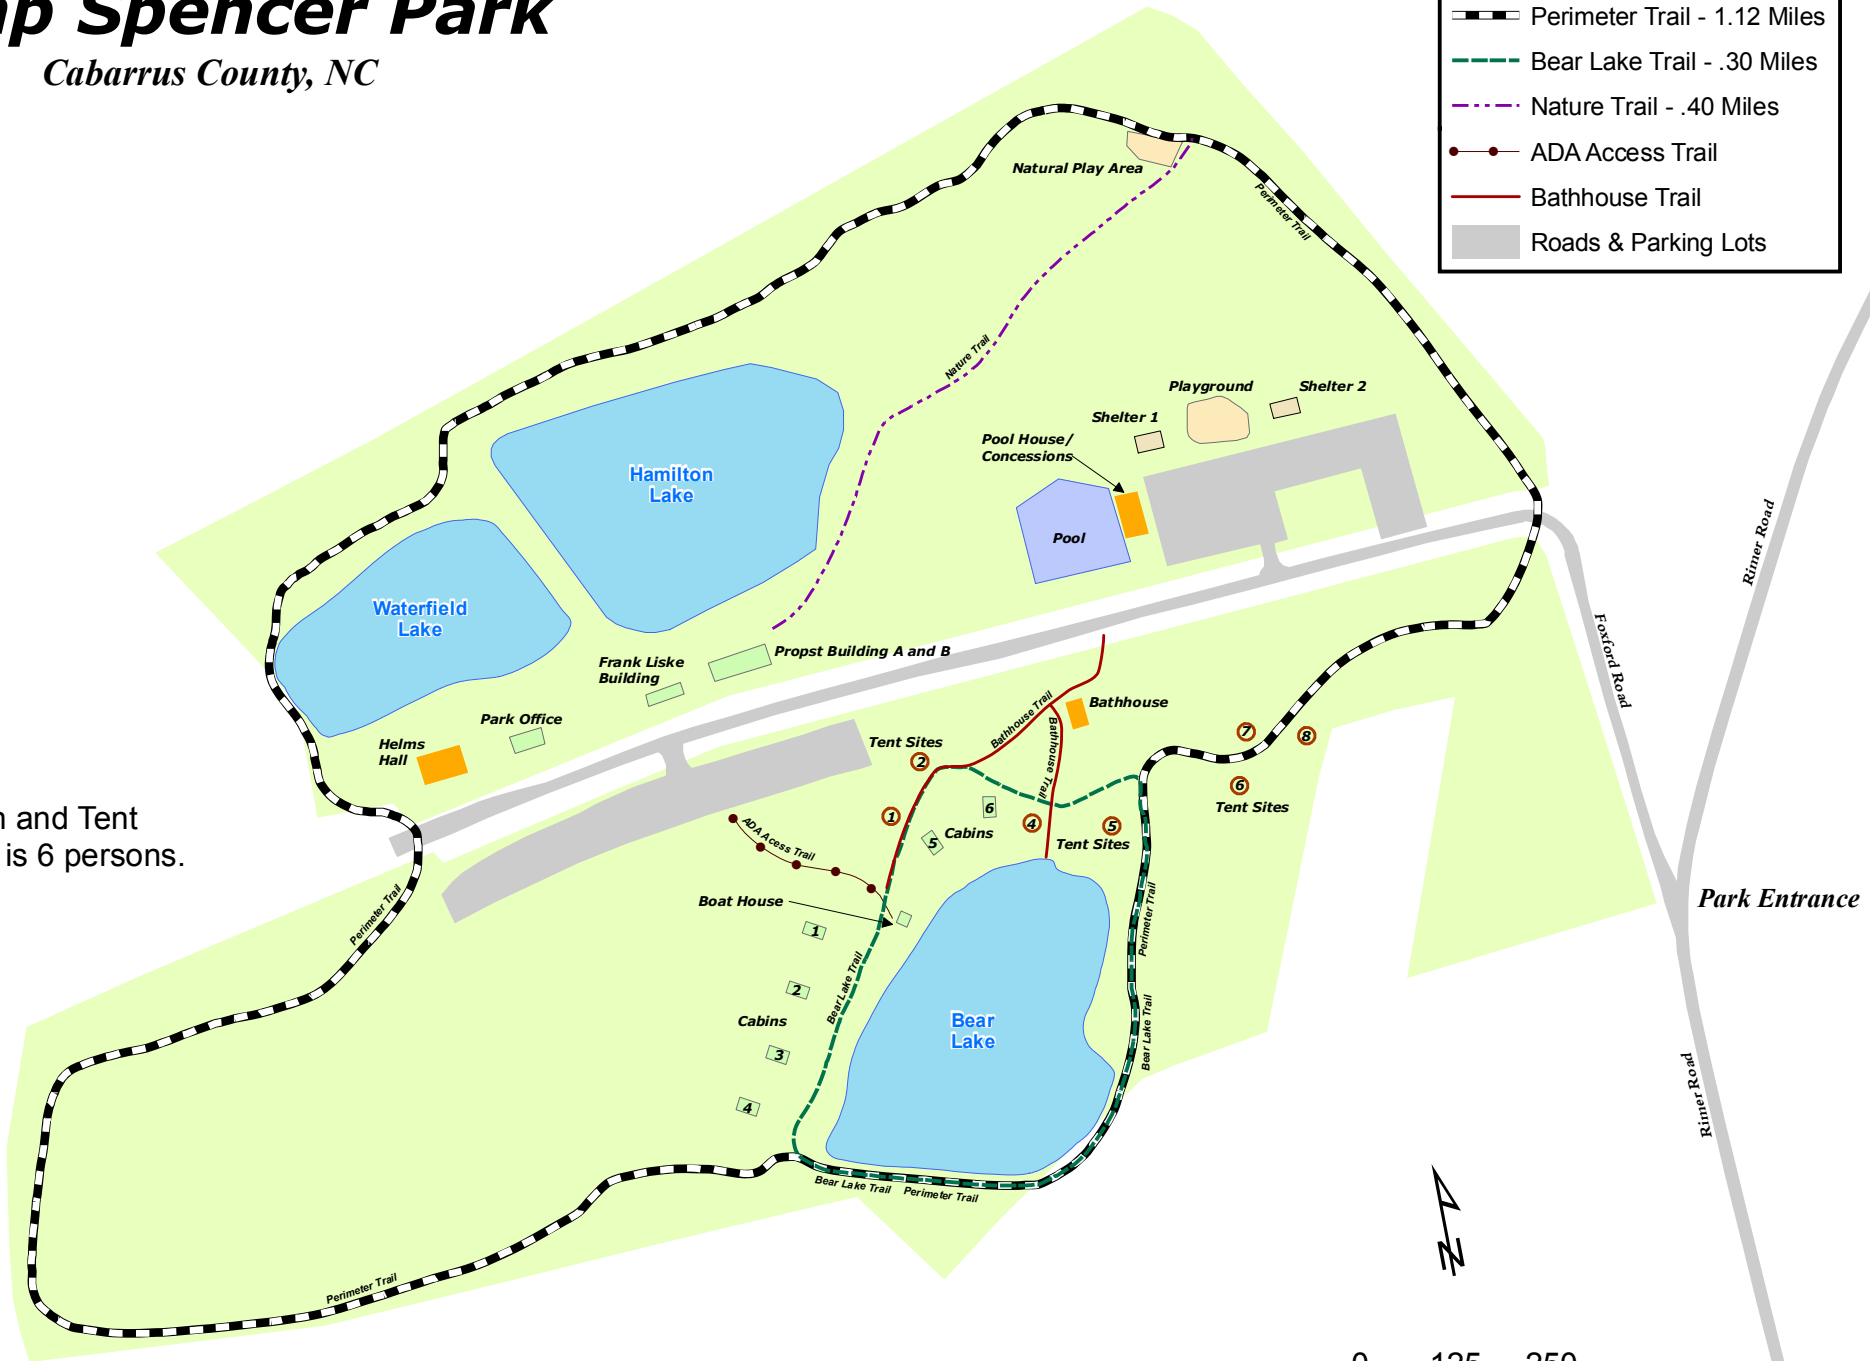 Spencer Park
Cabarrus County, NC
Perimeter Trail - 1.12 Miles
Bear Lake Trail - .30 Miles
Nature Trail - .40 Miles
ADA Access Trail
Bathhouse Trail
Roads & Parking Lots
Natural Play Area
Perimeter Trail
Nature Trail
Playground
Shelter 2
Shelter 1
Pool House/
Concessions
Pool
Hamilton
Lake
Waterfield
Lake
Rimer Road
Foxford Road
Propst Building A and B
Frank Liske
Building
Park Office
Helms
Hall
Bathhouse
Bathhouse Trail
Bathhouse Trail
Tent Sites
2
1
7
8
6
Tent Sites
6
Cabins
5
4
5
Tent Sites
and Tent
is 6 persons.
ADA Access Trail
Perimeter Trail
Boat House
Park Entrance
1
2
Cabins
3
4
Bear Lake Trail
Perimeter Trail
Bear Lake Trail
Bear
Lake
Rimer Road
Bear Lake Trail
Perimeter Trail
Perimeter Trail
N
0 125 250